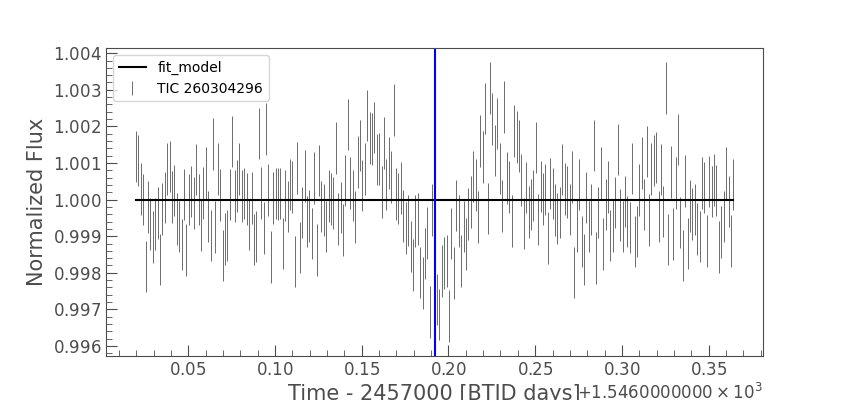 1.004
1.003
1.002
1.001
1.000
0.999
0.998
0.997
0.996
Normalized Flux
fit_model
TIC 260304296
0.05 0.10 0.15 0.20 0.25 0.30 0.35
Time - 2457000 [BTJD days]
+1.5460000000 × 10³